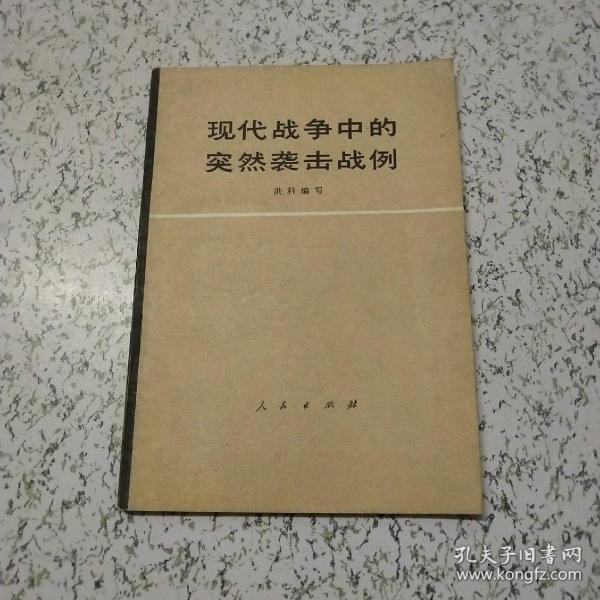 现代战争中的
突然袭击战例
洪科编写
人民出版社
孔夫子旧書网
www.kongfz.com